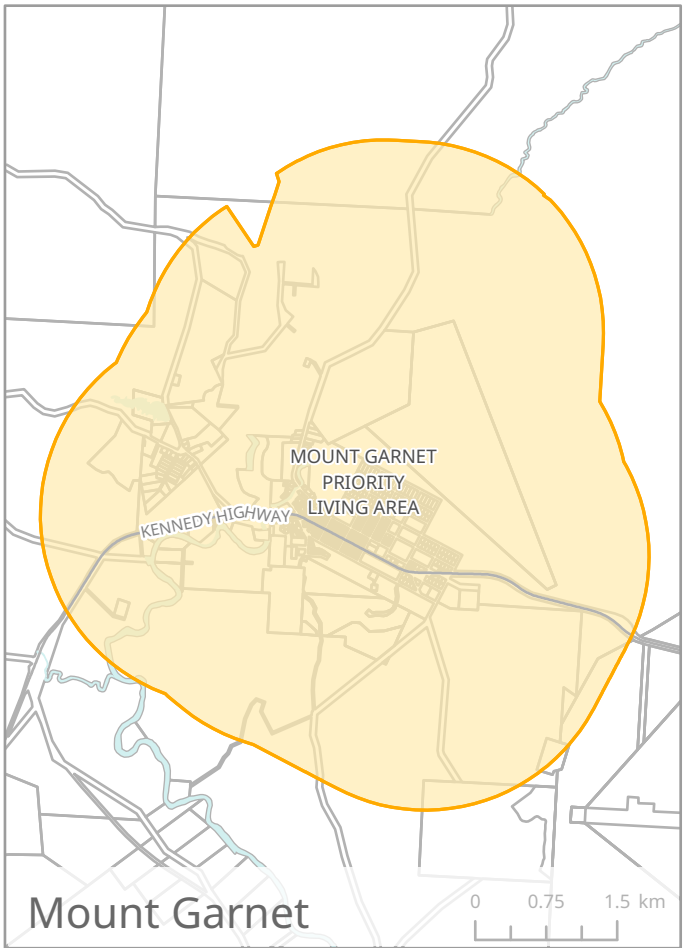 MOUNT GARNET
PRIORITY
LIVING AREA
KENNEDY HIGHWAY
Mount Garnet
0 0.75 1.5 km